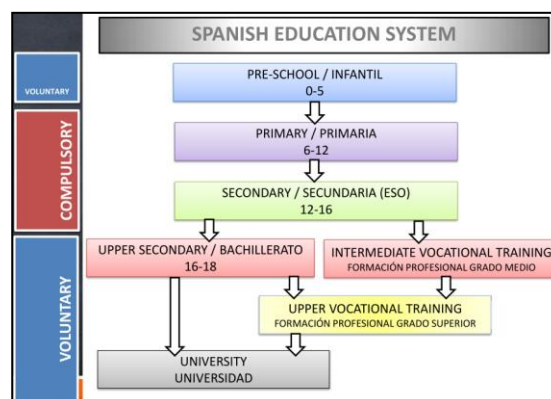 SPANISH EDUCATION SYSTEM
VOLUNTARY
PRE-SCHOOL / INFANTIL
0-5
COMPULSORY
PRIMARY / PRIMARIA
6-12
SECONDARY / SECUNDARIA (ESO)
12-16
VOLUNTARY
UPPER SECONDARY / BACHILLERATO
16-18
INTERMEDIATE VOCATIONAL TRAINING
FORMACIÓN PROFESIONAL GRADO MEDIO
UPPER VOCATIONAL TRAINING
FORMACIÓN PROFESIONAL GRADO SUPERIOR
UNIVERSITY
UNIVERSIDAD